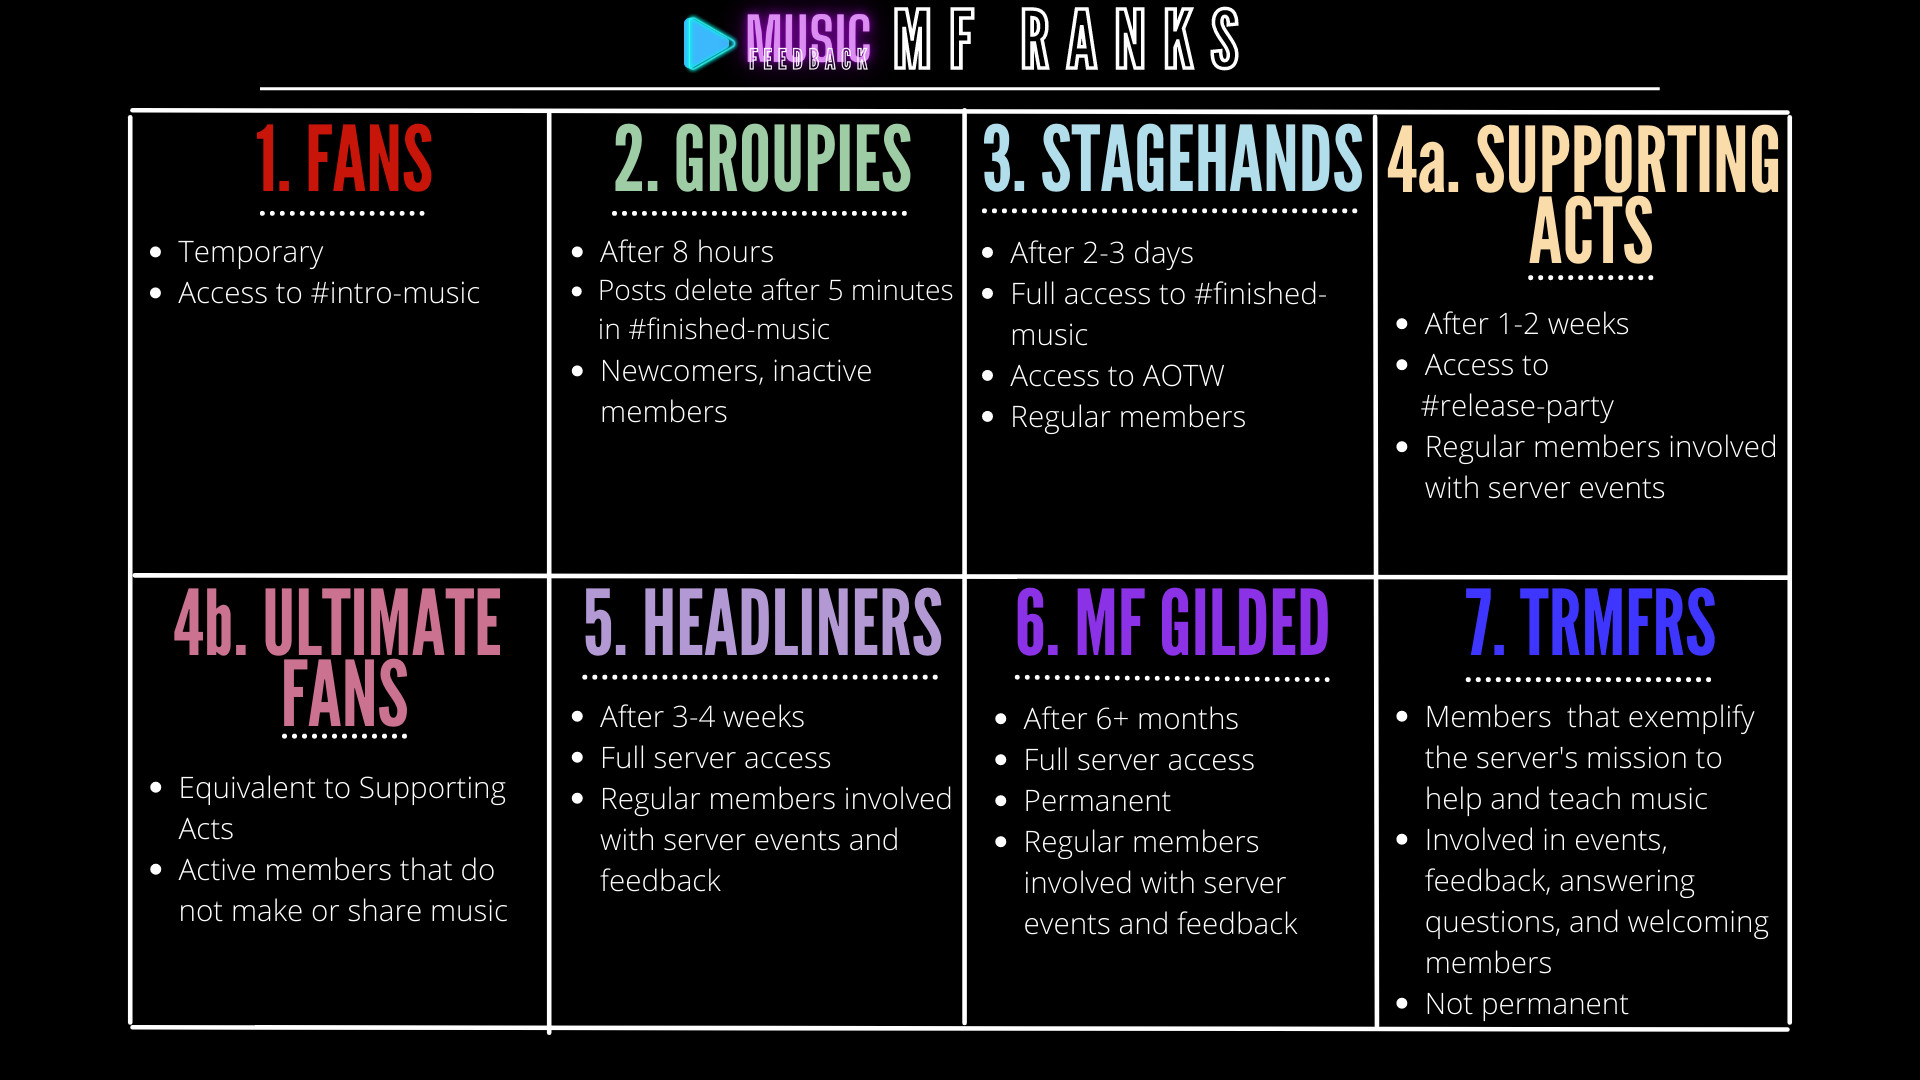 MUSIC
FEEDBACK
MF RANKS
1. FANS
• Temporary
• Access to #intro-music
2. GROUPIES
• After 8 hours
• Posts delete after 5 minutes
in #finished-music
• Newcomers, inactive
members
3. STAGEHANDS
• After 2-3 days
• Full access to #finished-
music
• Access to AOTW
• Regular members
4a. SUPPORTING
ACTS
• After 1-2 weeks
• Access to
#release-party
• Regular members involved
with server events
4b. ULTIMATE
FANS
• Equivalent to Supporting
Acts
• Active members that do
not make or share music
5. HEADLINERS
• After 3-4 weeks
• Full server access
• Regular members involved
with server events and
feedback
6. MF GILDED
• After 6+ months
• Full server access
• Permanent
• Regular members
involved with server
events and feedback
7. TRMFRS
• Members  that exemplify
the server's mission to
help and teach music
• Involved in events,
feedback, answering
questions, and welcoming
members
• Not permanent